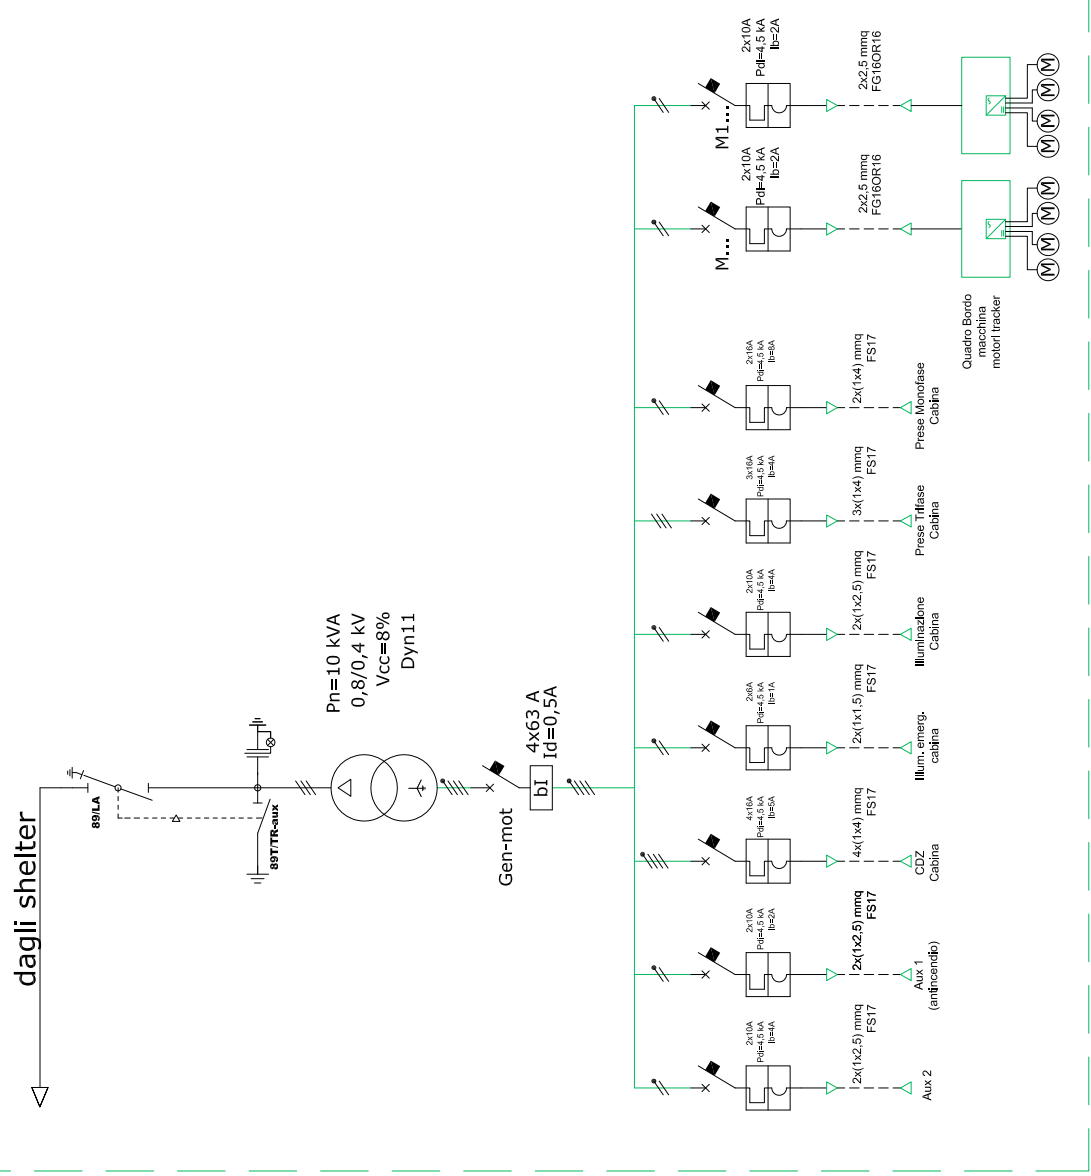 dagli shelter
89/LA
89T/TR-aux
Pn=10 kVA
0,8/0,4 kV
Vcc=8%
Dyn11
Gen-mot
bI
4x63 A
Id=0,5A
2x10A
Pdi=4,5 kA
Ib=4A
2x(1x2,5) mmq
FS17
Aux 2
2x10A
Pdi=4,5 kA
Ib=2A
2x(1x2,5) mmq
FS17
Aux 1
(antincendio)
4x16A
Pdi=4,5 kA
Ib=5A
4x(1x4) mmq
FS17
CDZ
Cabina
2x6A
Pdi=4,5 kA
Ib=1A
2x(1x1,5) mmq
FS17
Illum. emerg.
cabina
2x10A
Pdi=4,5 kA
Ib=4A
2x(1x2,5) mmq
FS17
Illuminazione
Cabina
3x16A
Pdi=4,5 kA
Ib=4A
3x(1x4) mmq
FS17
Prese Trifase
Cabina
2x16A
Pdi=4,5 kA
Ib=8A
2x(1x4) mmq
FS17
Prese Monofase
Cabina
M...
2x10A
Pdi=4,5 kA
Ib=2A
2x2,5 mmq
FG16OR16
Quadro Bordo
macchina
motori tracker
M M M M
M1...
2x10A
Pdi=4,5 kA
Ib=2A
2x2,5 mmq
FG16OR16
M M M M